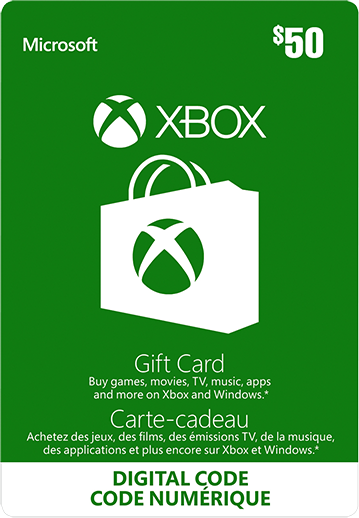 Microsoft
$50
XBOX
Gift Card
Buy games, movies, TV, music, apps
and more on Xbox and Windows.*
Carte-cadeau
Achetez des jeux, des films, des émissions TV, de la musique,
des applications et plus encore sur Xbox et Windows.*
DIGITAL CODE
CODE NUMÉRIQUE